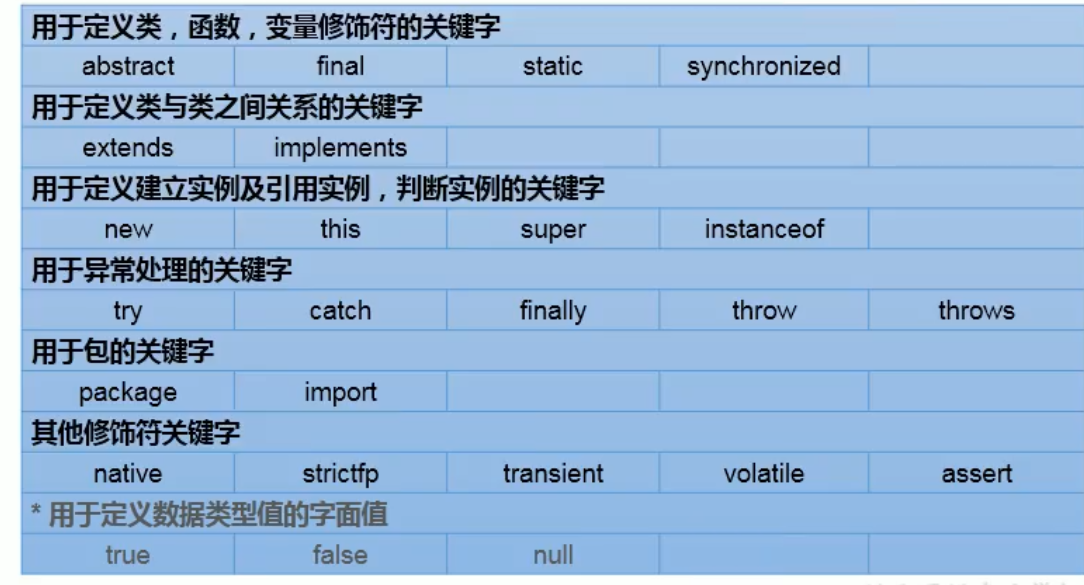 用于定义类，函数，变量修饰符的关键字
abstract final static synchronized
用于定义类与类之间关系的关键字
extends implements
用于定义建立实例及引用实例，判断实例的关键字
new this super instanceof
用于异常处理的关键字
try catch finally throw throws
用于包的关键字
package import
其他修饰符关键字
native strictfp transient volatile assert
* 用于定义数据类型值的字面值
true false null